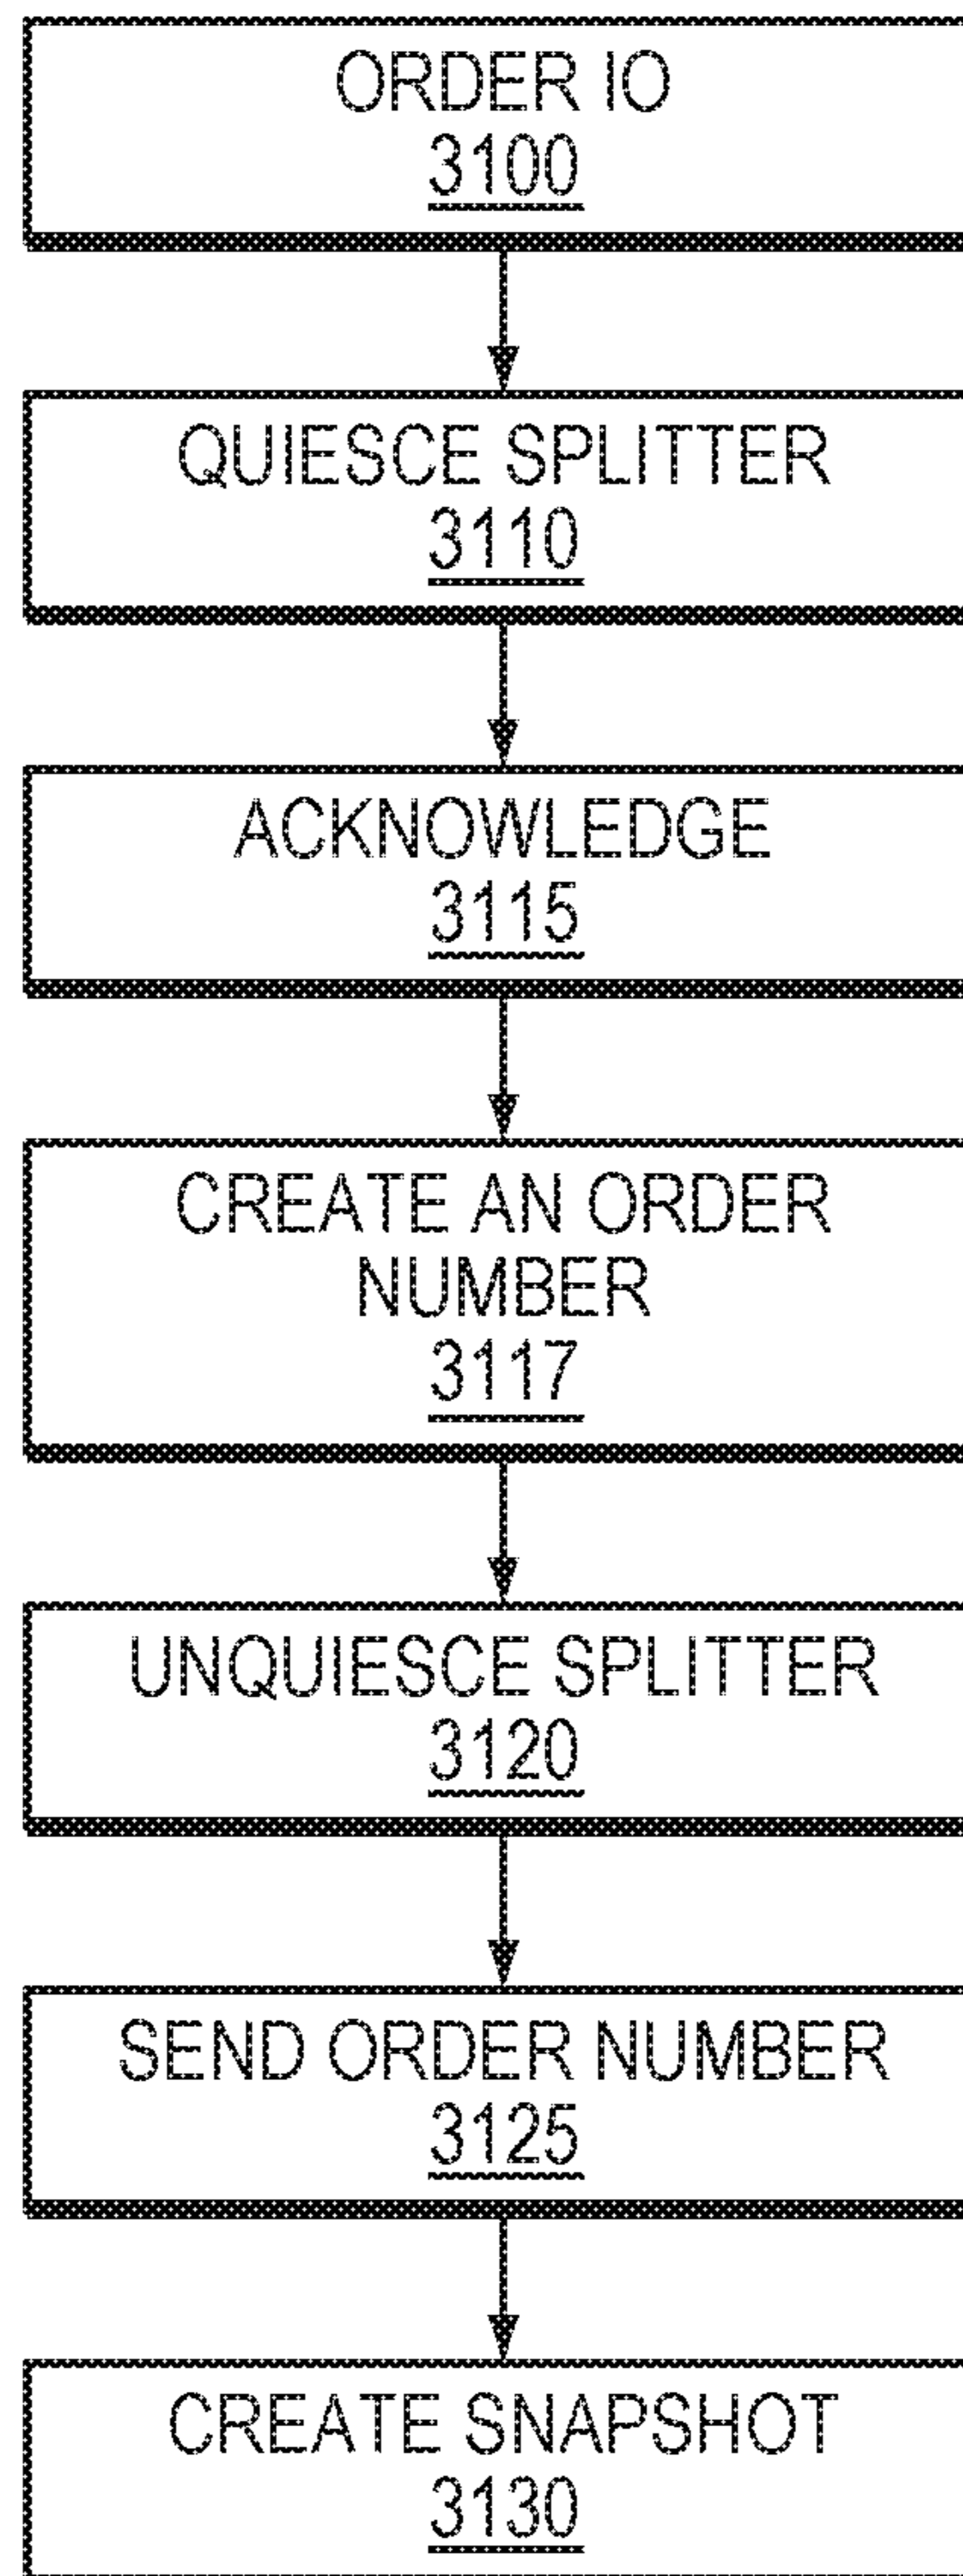 ORDER IO
3100
QUIESCE SPLITTER
3110
ACKNOWLEDGE
3115
CREATE AN ORDER
NUMBER
3117
UNQUIESCE SPLITTER
3120
SEND ORDER NUMBER
3125
CREATE SNAPSHOT
3130